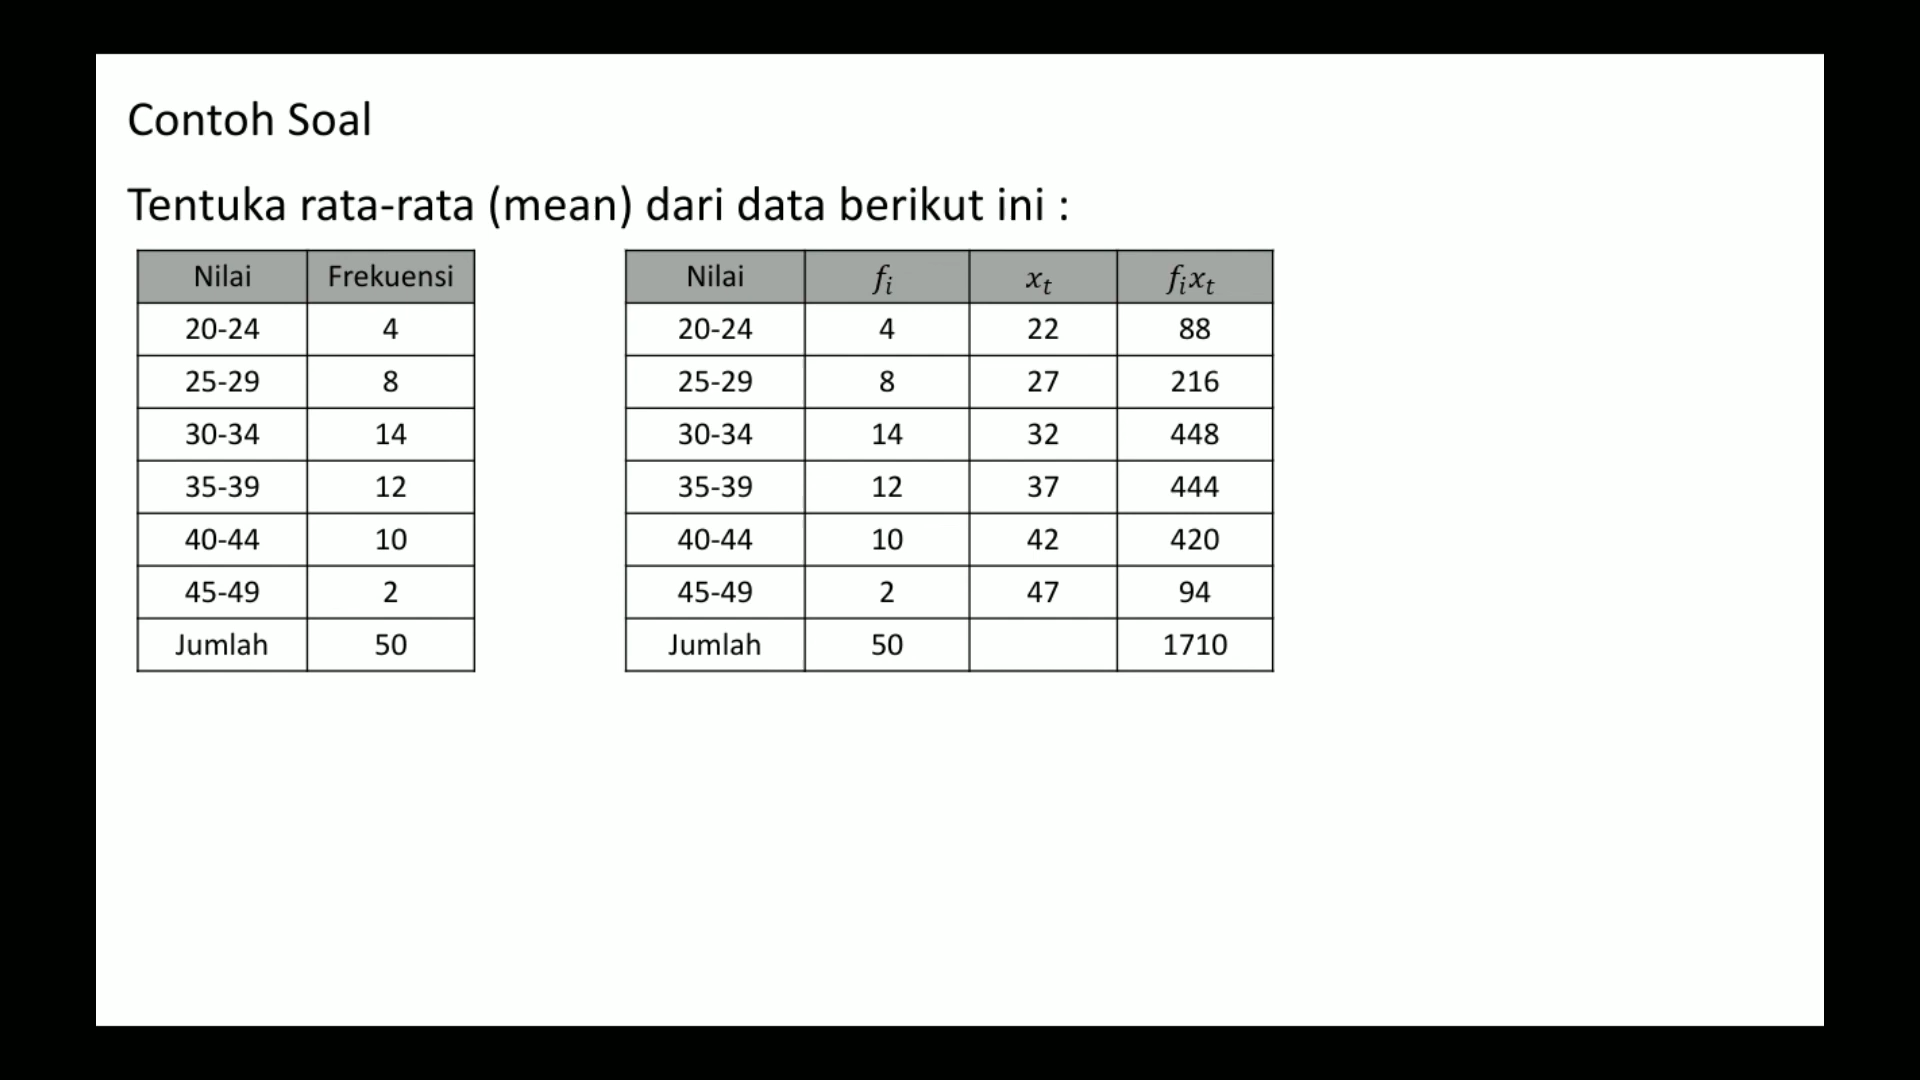 Contoh Soal
Tentuka rata-rata (mean) dari data berikut ini :
Nilai Frekuensi
20-24 4
25-29 8
30-34 14
35-39 12
40-44 10
45-49 2
Jumlah 50
Nilai fᵢ xₜ fᵢxₜ
20-24 4 22 88
25-29 8 27 216
30-34 14 32 448
35-39 12 37 444
40-44 10 42 420
45-49 2 47 94
Jumlah 50 1710